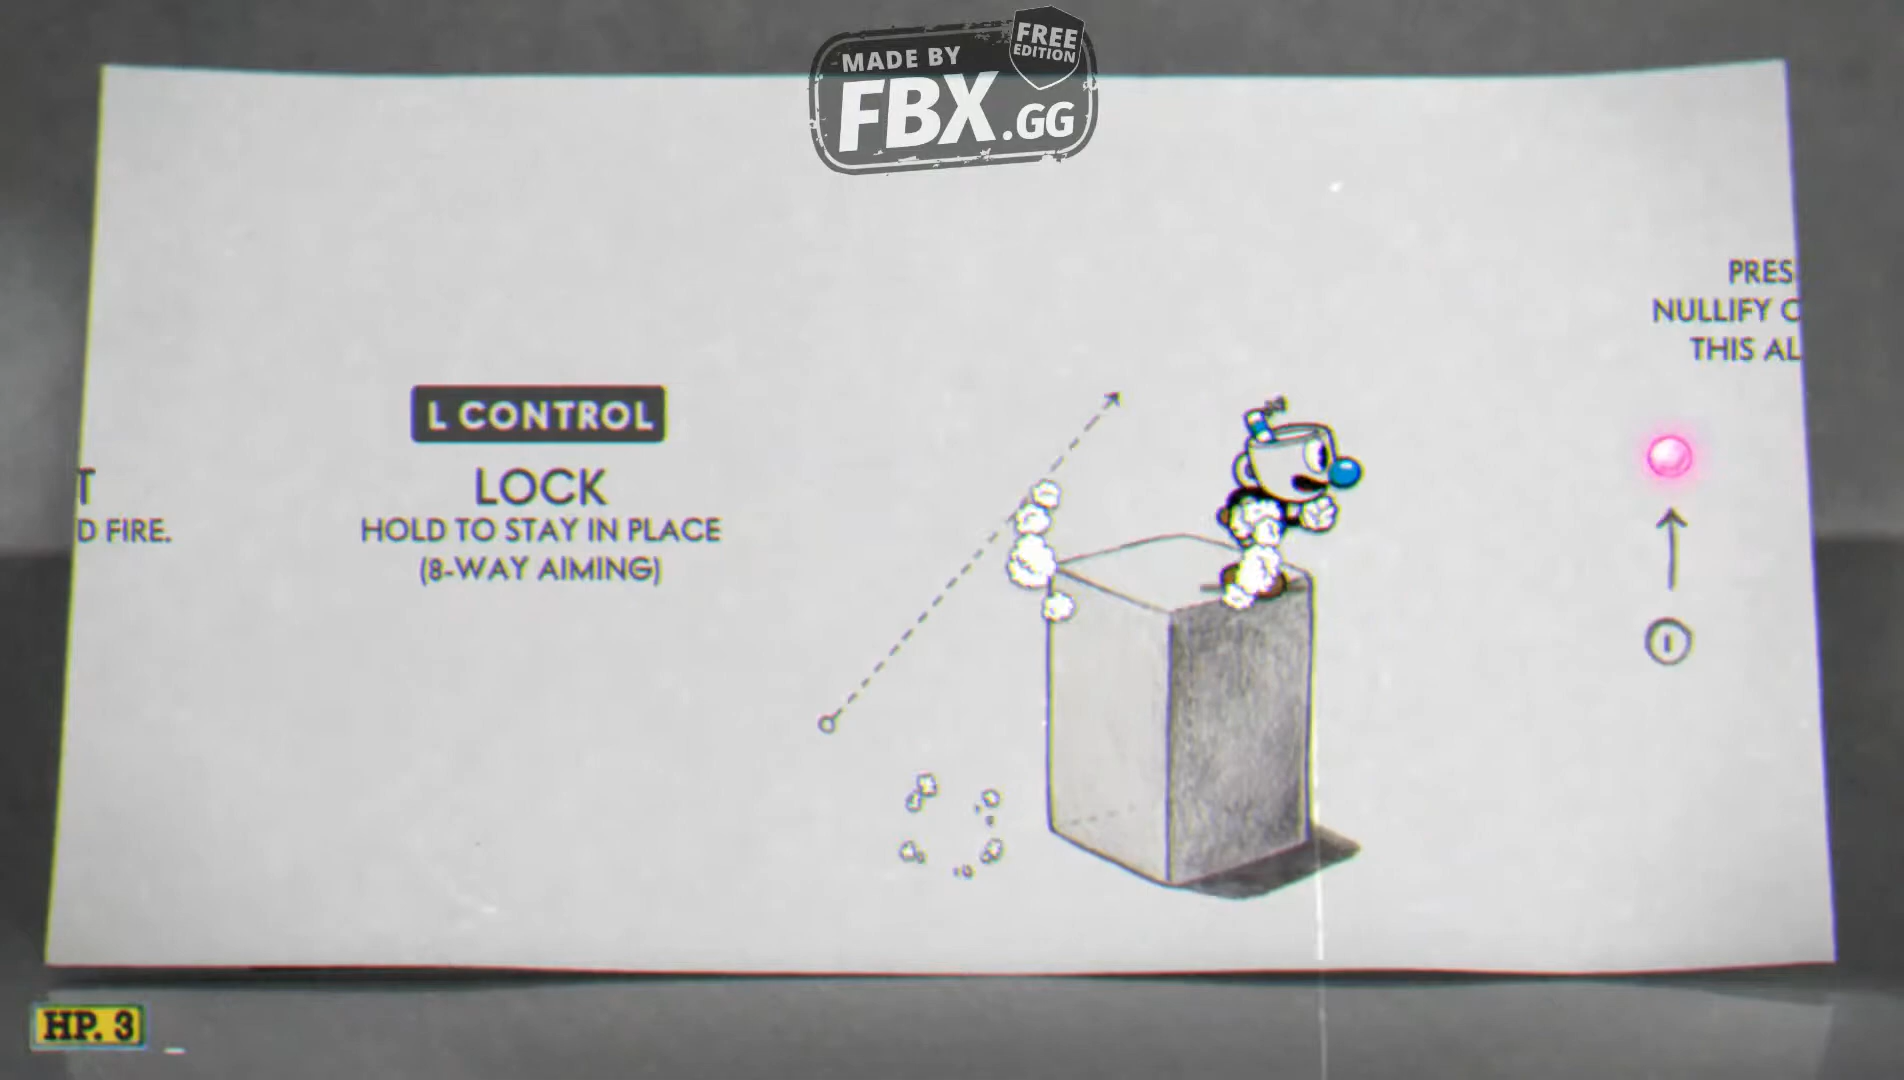 MADE BY
FREE
EDITION
FBX.GG
PRES
NULLIFY
THIS AL
L CONTROL
LOCK
HOLD TO STAY IN PLACE
(8-WAY AIMING)
T
D FIRE.
HP. 3